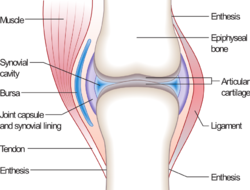 Muscle
Synovial
cavity
Bursa
Joint capsule
and synovial lining
Tendon
Enthesis
Enthesis
Epiphyseal
bone
Articular
cartilage
Ligament
Enthesis